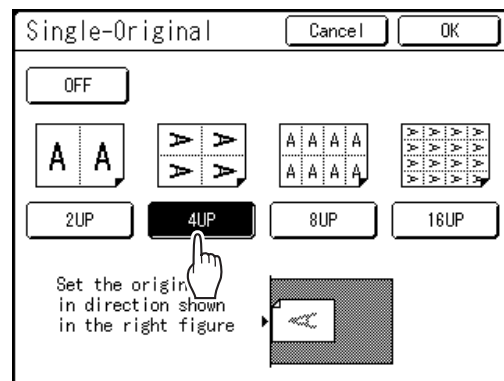 Single-Original
Cancel
OK
OFF
A A
A A
A A
A A A A
A A A A
A A A A
A A A A
A A A A
A A A A
2UP
4UP
8UP
16UP
Set the origin
in direction shown
in the right figure
A